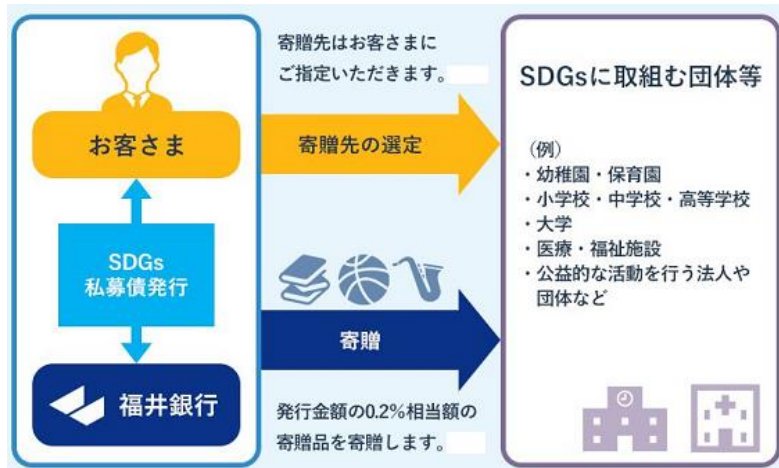 お客さま
SDGs
私募債発行
福井銀行
寄贈先はお客さまに
ご指定いただきます。
寄贈先の選定
寄贈
発行金額の0.2%相当額の
寄贈品を寄贈します。
SDGsに取組む団体等
（例）
・幼稚園・保育園
・小学校・中学校・高等学校
・大学
・医療・福祉施設
・公益的な活動を行う法人や
団体など